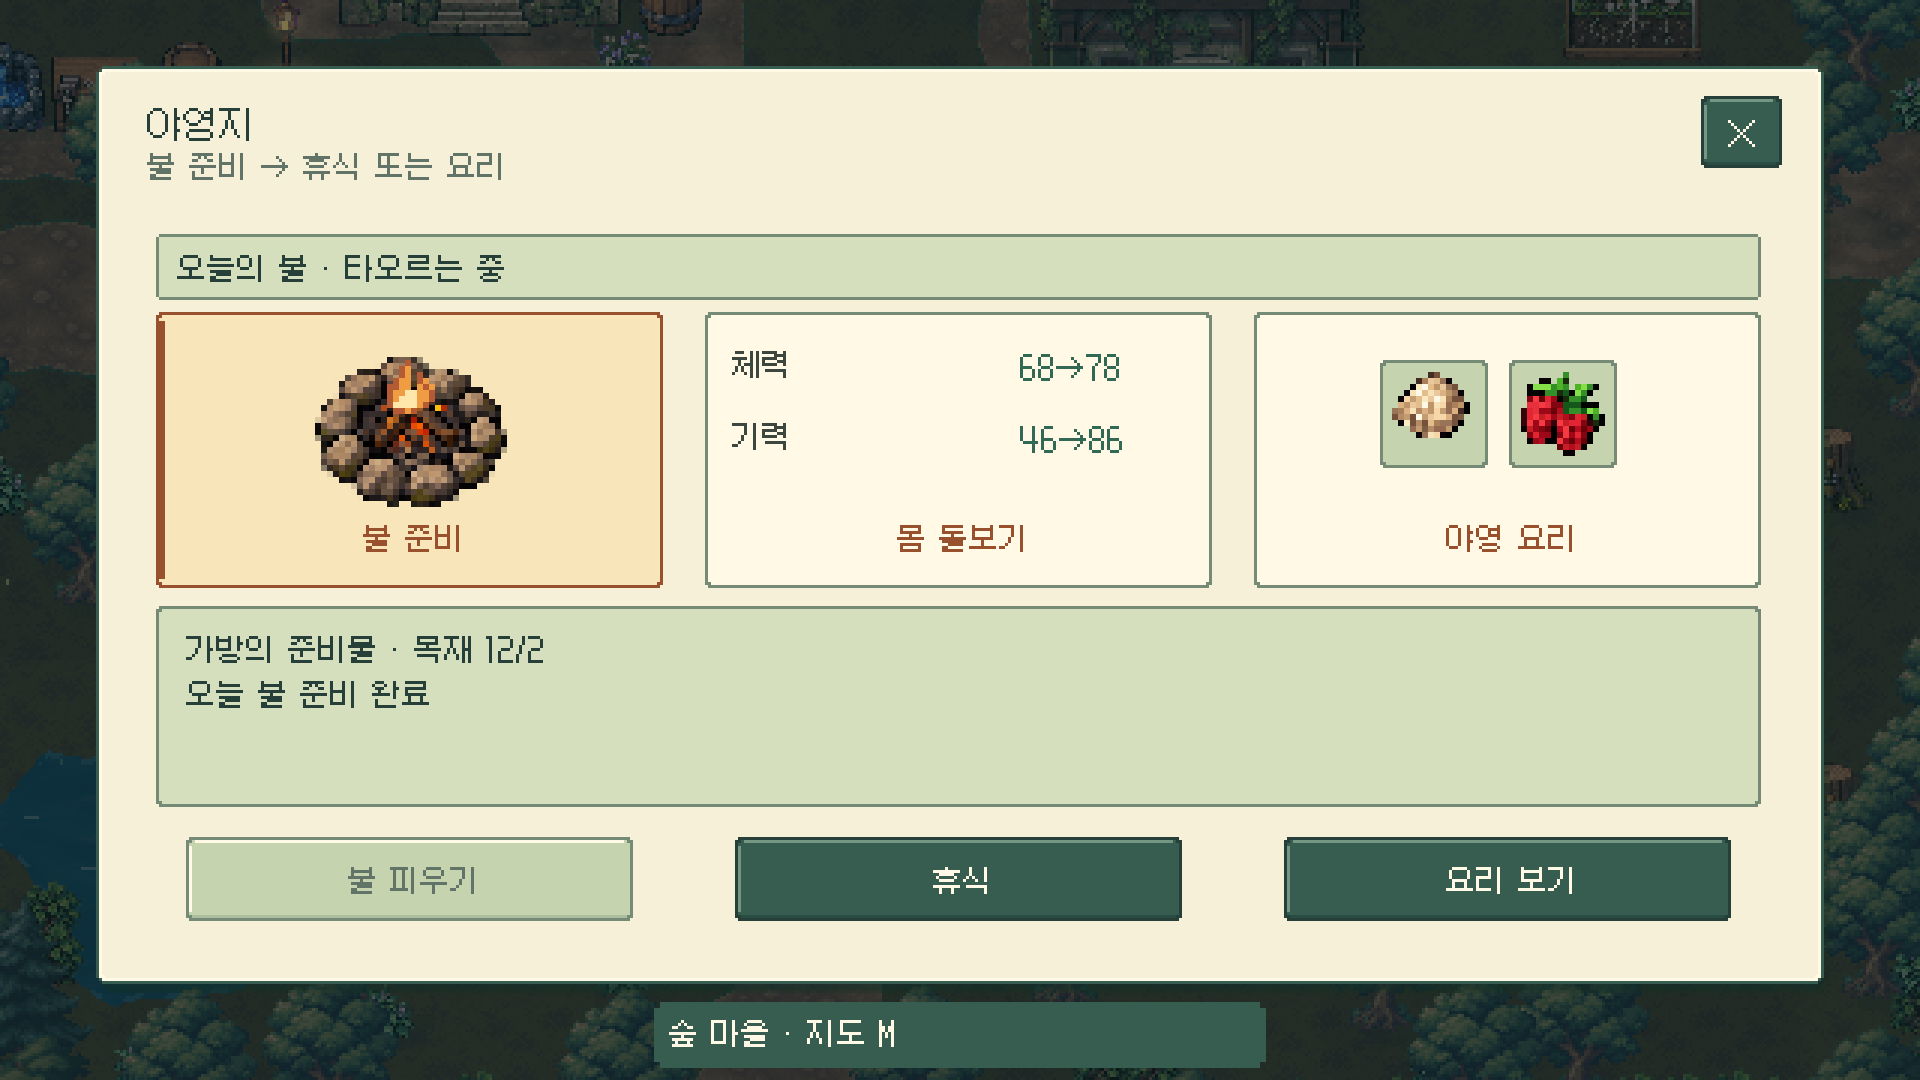 야영지
불 준비 → 휴식 또는 요리
오늘의 불 · 타오르는 중
체력 68→78
기력 46→86
불 준비
몸 돌보기
야영 요리
가방의 준비물 · 목재 12/2
오늘 불 준비 완료
불 피우기
휴식
요리 보기
숲 마을 · 지도 M